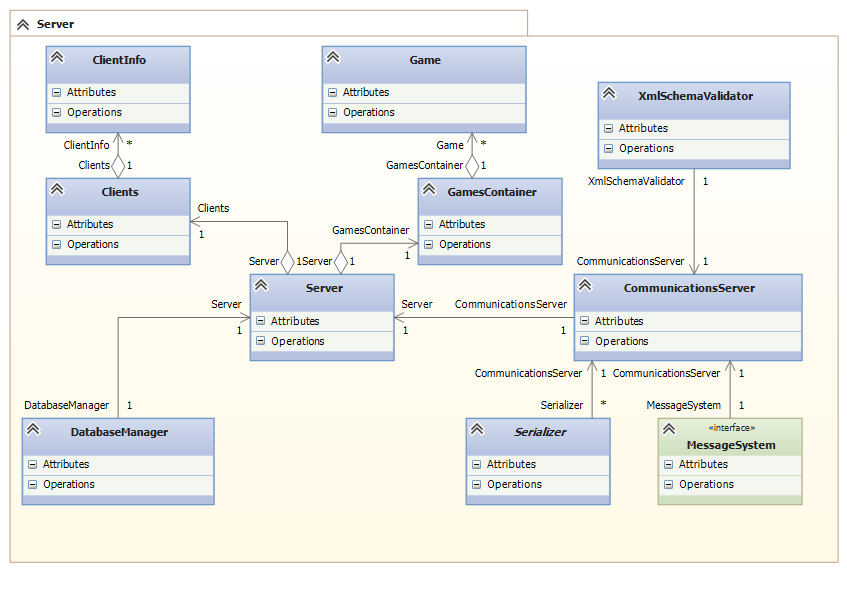 Server
ClientInfo
Attributes
Operations
Game
Attributes
Operations
XmlSchemaValidator
Attributes
Operations
ClientInfo *
Clients 1
Game *
GamesContainer 1
XmlSchemaValidator 1
Clients
Attributes
Operations
Clients
1
GamesContainer
Attributes
Operations
GamesContainer
1
Server 1
Server 1
CommunicationsServer 1
Server
Attributes
Operations
CommunicationsServer
Attributes
Operations
Server
1
Server
1
CommunicationsServer
1
CommunicationsServer 1
CommunicationsServer 1
DatabaseManager 1
Serializer *
MessageSystem 1
DatabaseManager
Attributes
Operations
Serializer
Attributes
Operations
«interface»
MessageSystem
Attributes
Operations